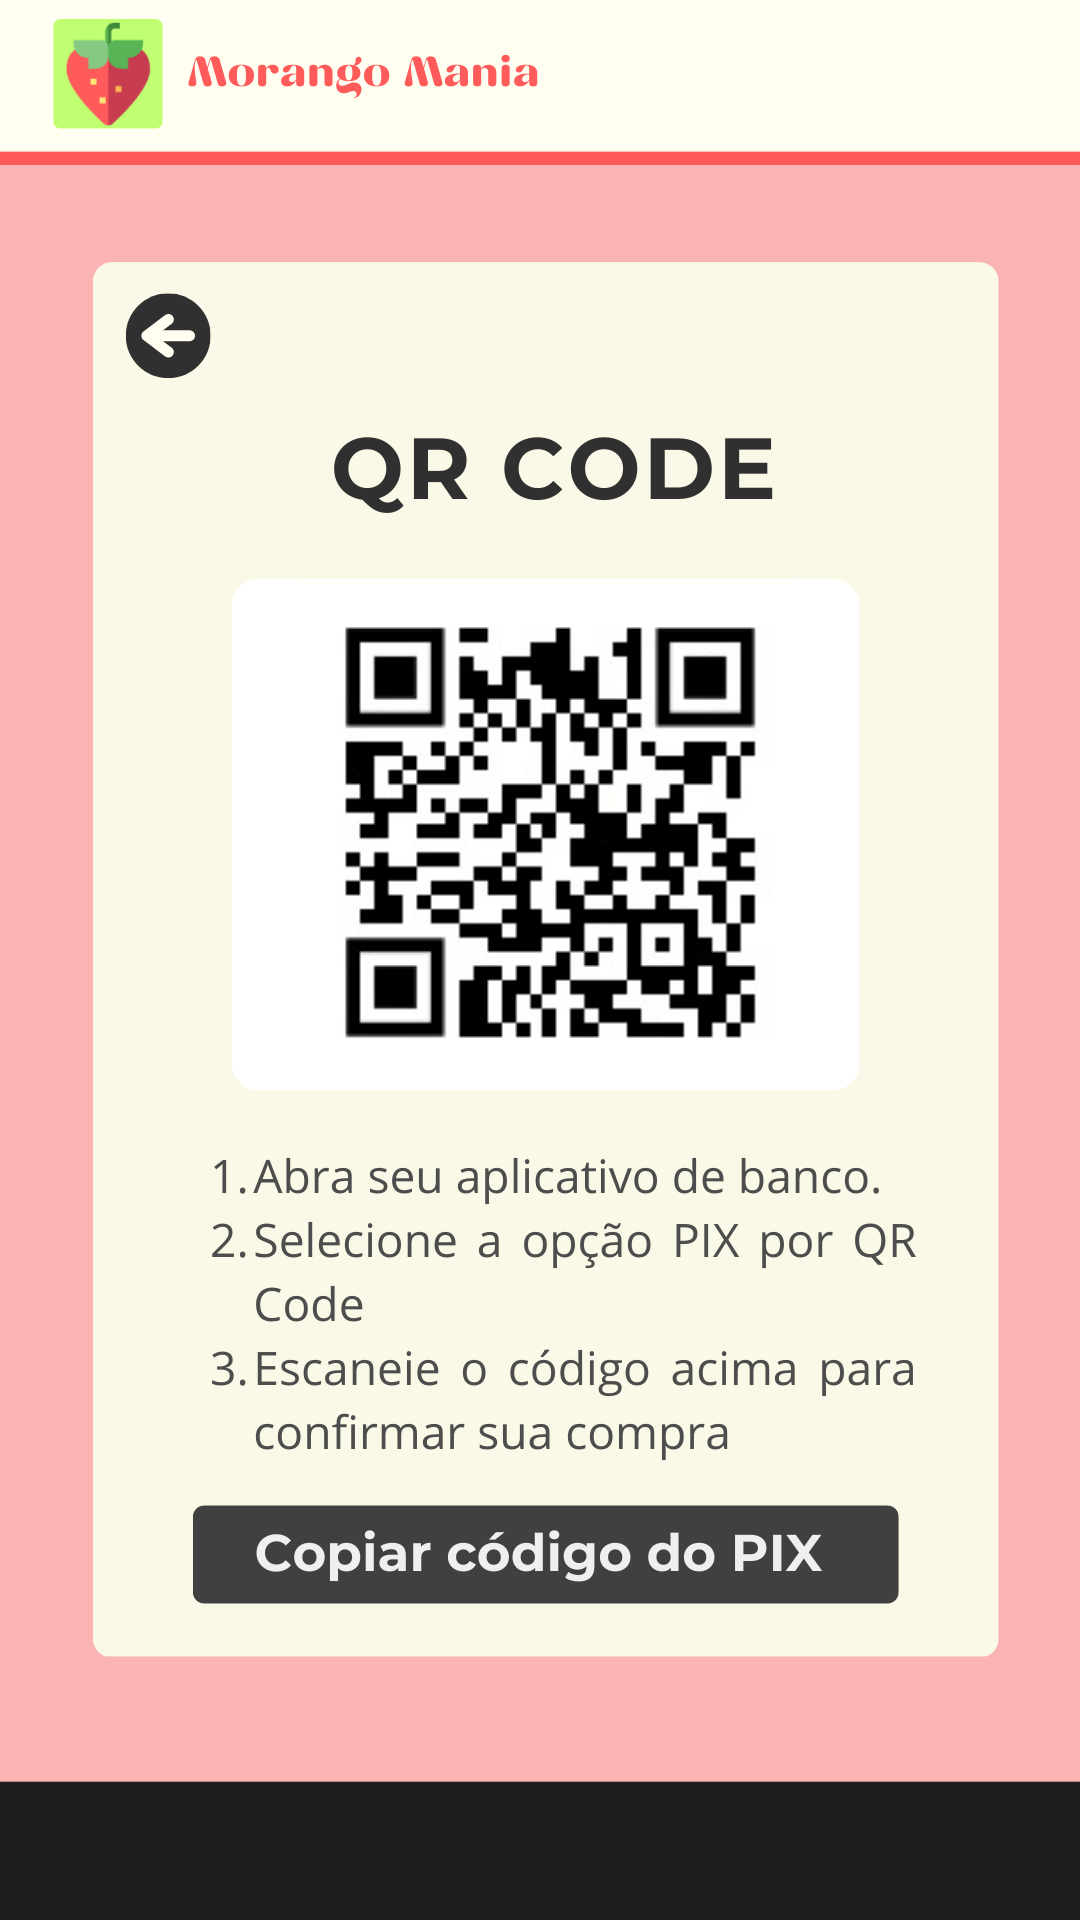 Morango Mania
QR CODE
1. Abra seu aplicativo de banco.
2. Selecione a opção PIX por QR
Code
3. Escaneie o código acima para
confirmar sua compra
Copiar código do PIX